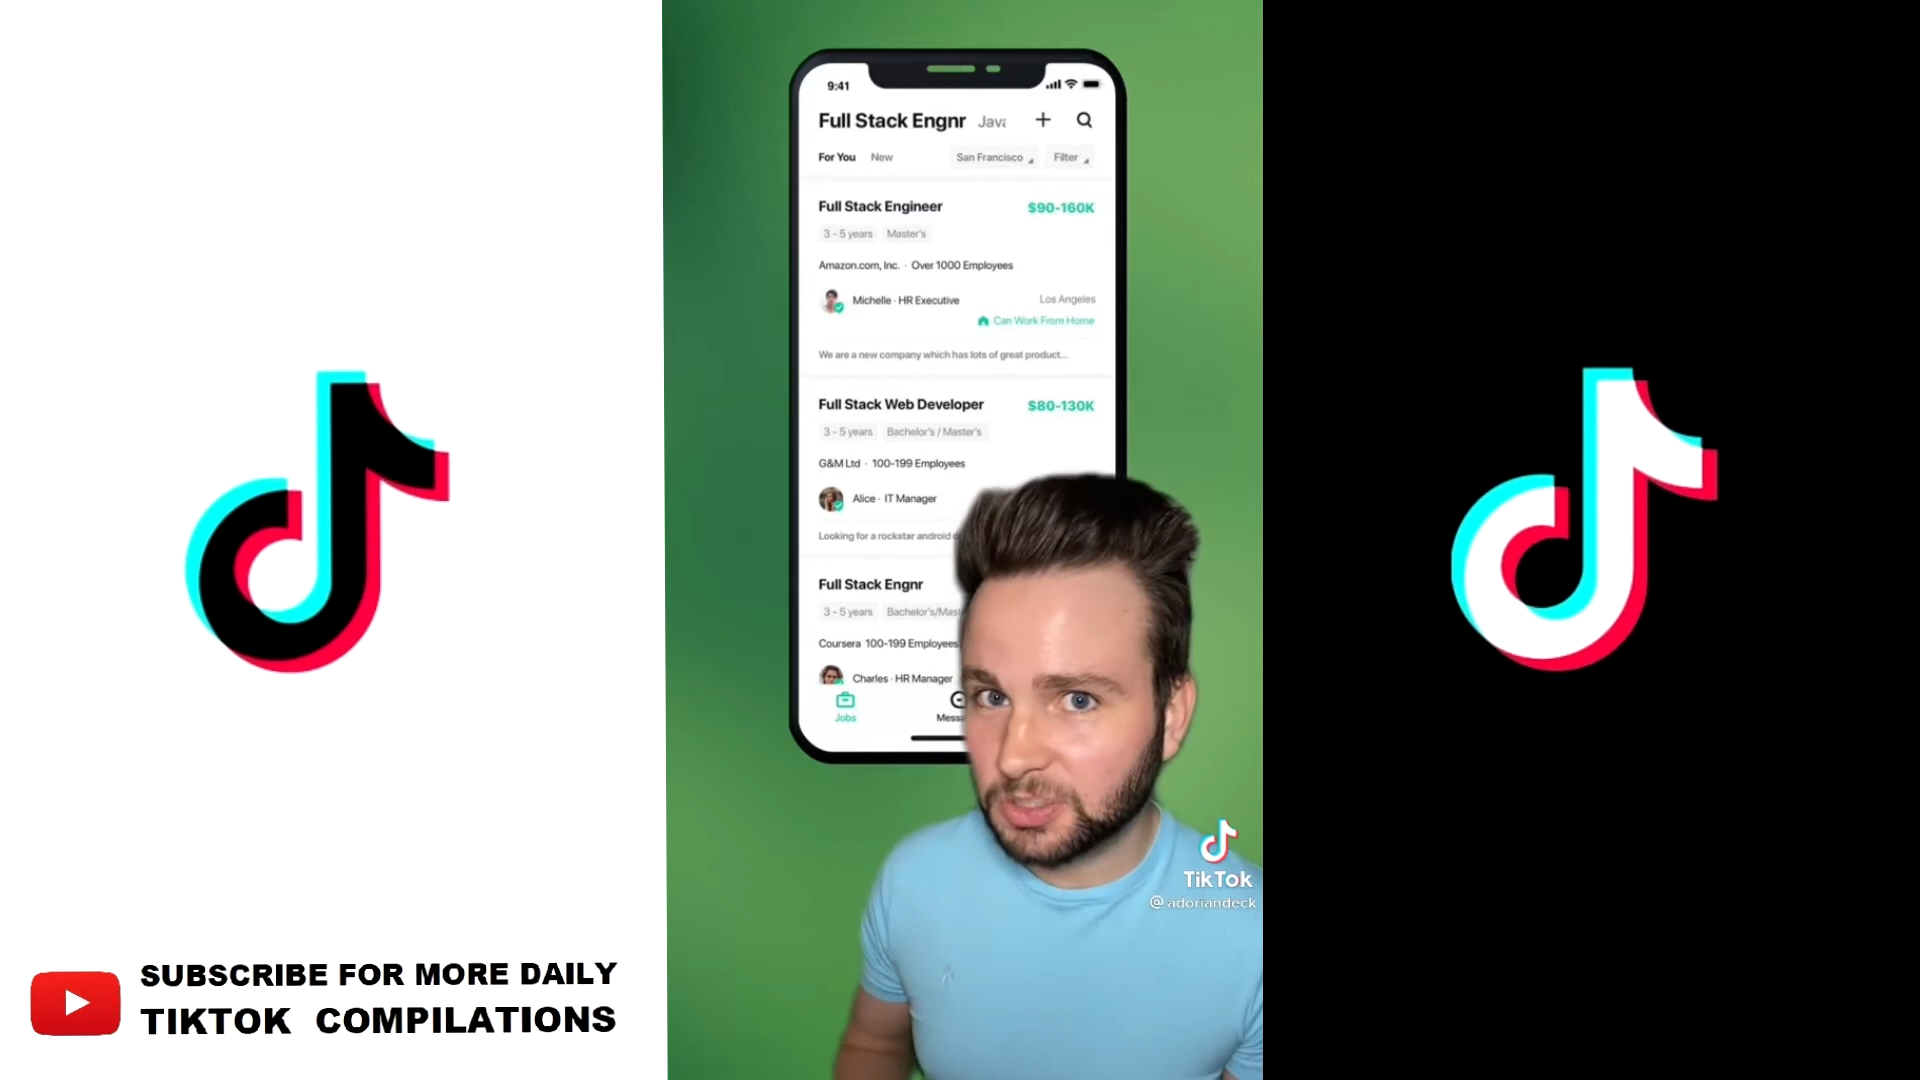 9:41
Full Stack Engnr Java
For You New San Francisco Filter
Full Stack Engineer $90-160K
3 - 5 years Master's
Amazon.com, Inc. · Over 1000 Employees
Michelle · HR Executive Los Angeles
Can Work From Home
We are a new company which has lots of great product...
Full Stack Web Developer $80-130K
3 - 5 years Bachelor's / Master's
G&M Ltd · 100-199 Employees
Alice · IT Manager
Looking for a rockstar android
Full Stack Engnr
3 - 5 years Bachelor's/Mast
Coursera 100-199 Employees
Charles · HR Manager
Jobs Messa
TikTok
@adoriandeck
SUBSCRIBE FOR MORE DAILY
TIKTOK COMPILATIONS